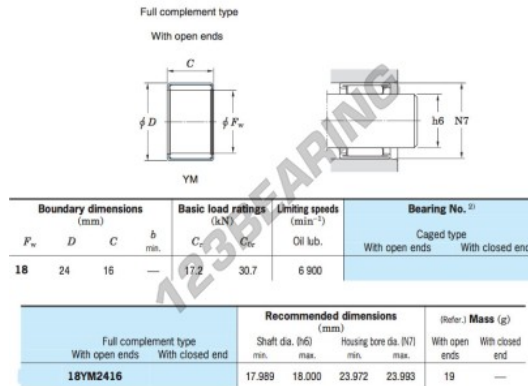 Full complement type
With open ends
C
φ D
φ Fw
h6
N7
YM
123BEARING
Boundary dimensions
(mm)
Basic load ratings
(kN)
Limiting speeds
(min⁻¹)
Bearing No. 2)
Fw D C b min. Cr C0r Oil lub.
Caged type
With open ends With closed end
18 24 16 — 17.2 30.7 6 900
Recommended dimensions
(mm)
(Refer.) Mass (g)
Full complement type
With open ends With closed end
Shaft dia. (h6)
min. max.
Housing bore dia. (N7)
min. max.
With open ends
With closed end
18YM2416 17.989 18.000 23.972 23.993 19 —